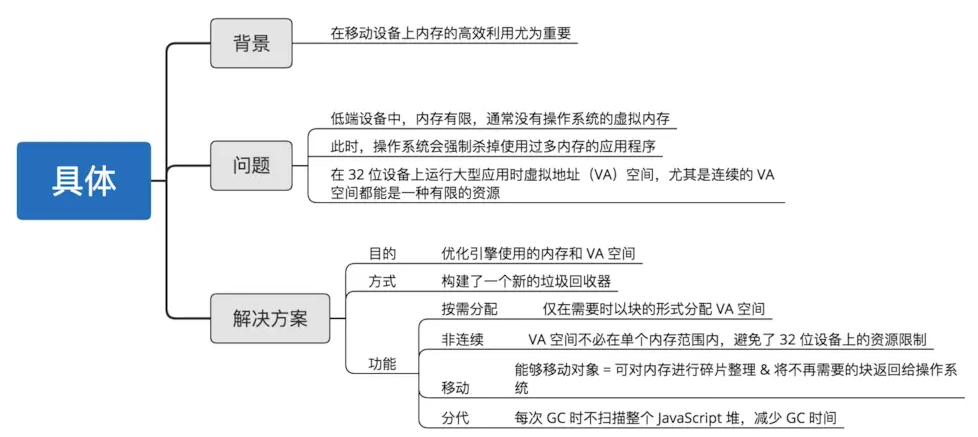 具体
背景
在移动设备上内存的高效利用尤为重要
问题
低端设备中，内存有限，通常没有操作系统的虚拟内存
此时，操作系统会强制杀掉使用过多内存的应用程序
在 32 位设备上运行大型应用时虚拟地址（VA）空间，尤其是连续的 VA
空间都能是一种有限的资源
解决方案
目的
优化引擎使用的内存和 VA 空间
方式
构建了一个新的垃圾回收器
功能
按需分配
仅在需要时以块的形式分配 VA 空间
非连续
VA 空间不必在单个内存范围内，避免了 32 位设备上的资源限制
移动
能够移动对象 = 可对内存进行碎片整理 & 将不再需要的块返回给操作系
统
分代
每次 GC 时不扫描整个 JavaScript 堆，减少 GC 时间